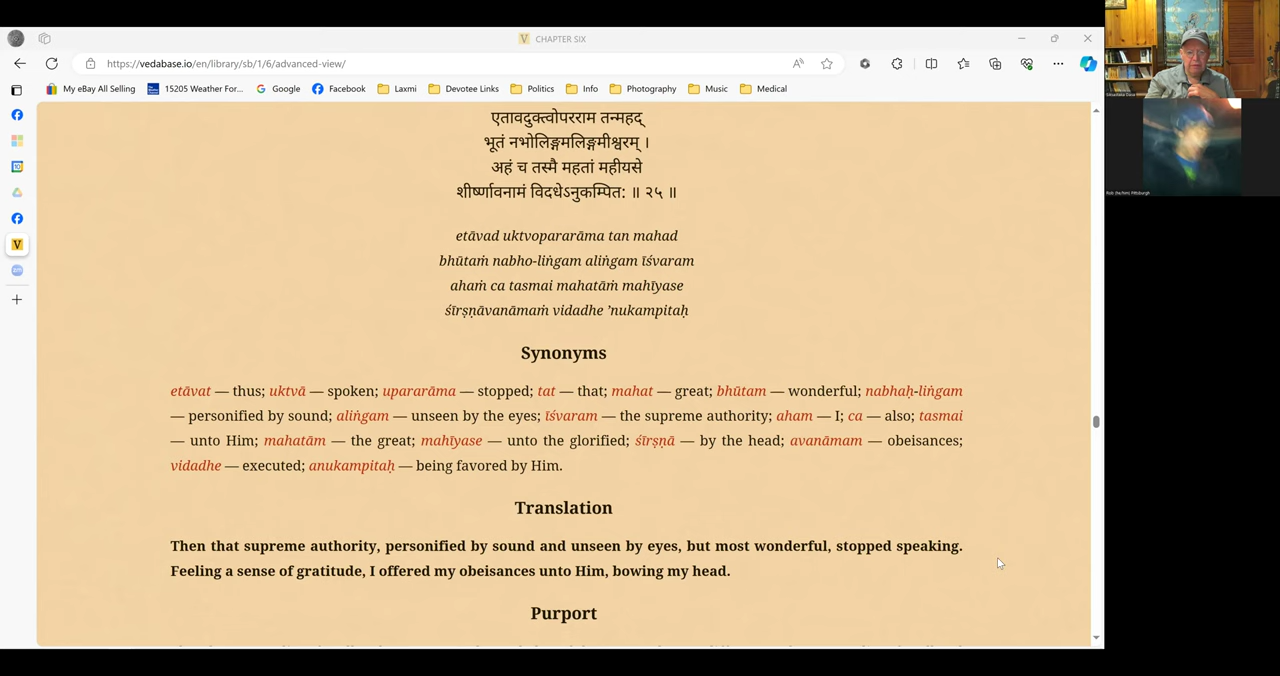 CHAPTER SIX
https://vedabase.io/en/library/sb/1/6/advanced-view/
My eBay All Selling
15205 Weather For...
Google
Facebook
Laxmi
Devotee Links
Politics
Info
Photography
Music
Medical
एतावदुक्त्वोपरराम तन्महद्
भूतं नभोलिङ्गमलिङ्गमीश्वरम् ।
अहं च तस्मै महतां महीयसे
शीर्ष्णावनामं विदधेऽनुकम्पित: ॥ २५ ॥
etāvad uktvopararāma tan mahad
bhūtaṁ nabho-liṅgam aliṅgam īśvaram
ahaṁ ca tasmai mahatāṁ mahīyase
śīrṣṇāvanāmaṁ vidadhe ’nukampitaḥ
Synonyms
etāvat — thus; uktvā — spoken; upararāma — stopped; tat — that; mahat — great; bhūtam — wonderful; nabhaḥ-liṅgam
— personified by sound; aliṅgam — unseen by the eyes; īśvaram — the supreme authority; aham — I; ca — also; tasmai
— unto Him; mahatām — the great; mahīyase — unto the glorified; śīrṣṇā — by the head; avanāmam — obeisances;
vidadhe — executed; anukampitaḥ — being favored by Him.
Translation
Then that supreme authority, personified by sound and unseen by eyes, but most wonderful, stopped speaking.
Feeling a sense of gratitude, I offered my obeisances unto Him, bowing my head.
Purport